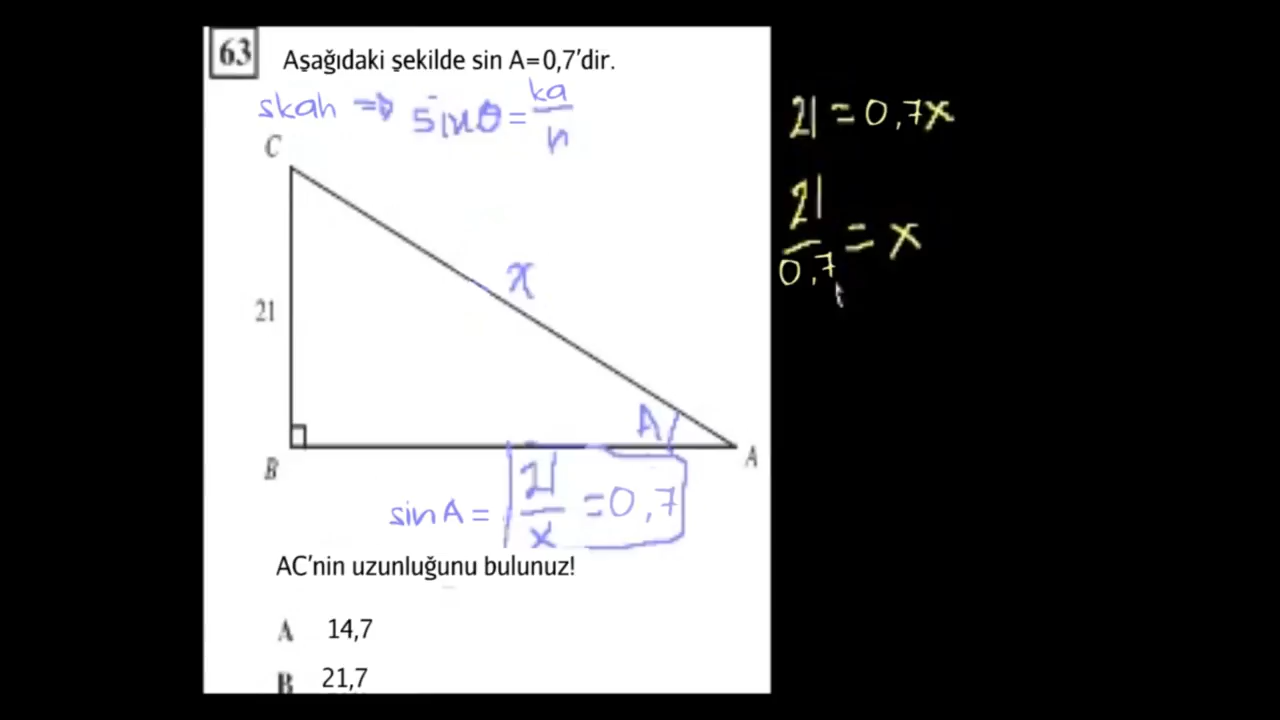 63 Aşağıdaki şekilde sin A=0,7'dir.
skah ⇒ sinθ = ka/h
C
x
21
A
B
A
sin A = 21/x = 0,7
AC'nin uzunluğunu bulunuz!
A 14,7
B 21,7
21 = 0,7x
21/0,7 = x